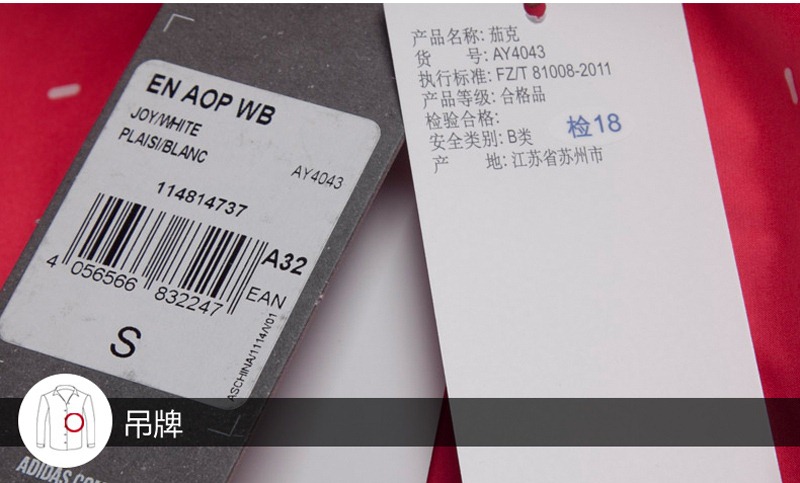 EN AOP WB
JOY/WHITE
PLAISI/BLANC
AY4043
114814737
A32
4 056566 832247
EAN
S
ASCHINA/1114/V01
产品名称: 茄克
货 号: AY4043
执行标准: FZ/T 81008-2011
产品等级: 合格品
检验合格:
检18
安全类别: B类
产 地: 江苏省苏州市
吊牌